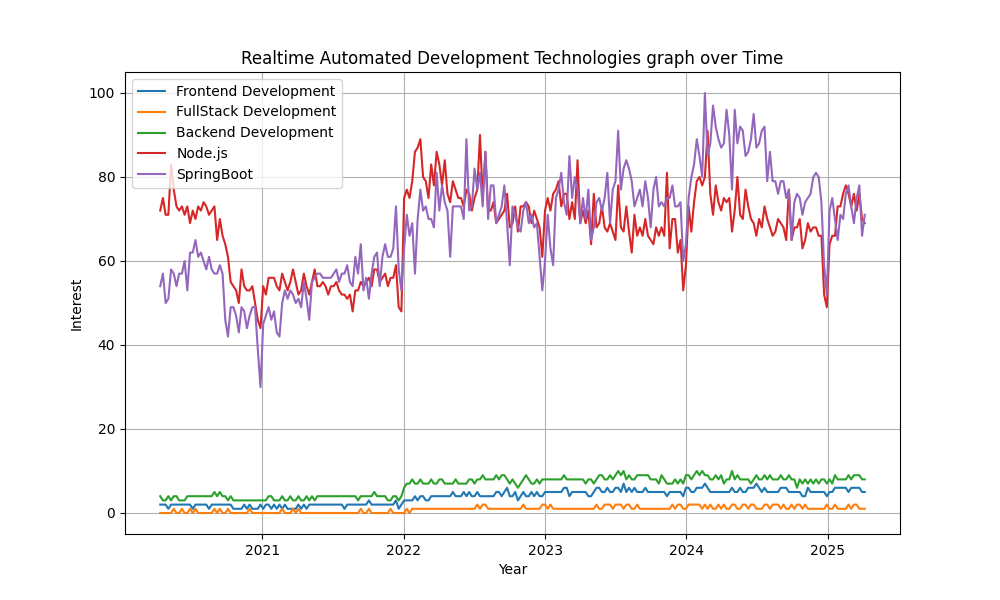 Realtime Automated Development Technologies graph over Time
Frontend Development
FullStack Development
Backend Development
Node.js
SpringBoot
100
80
60
40
20
0
Interest
2021
2022
2023
2024
2025
Year